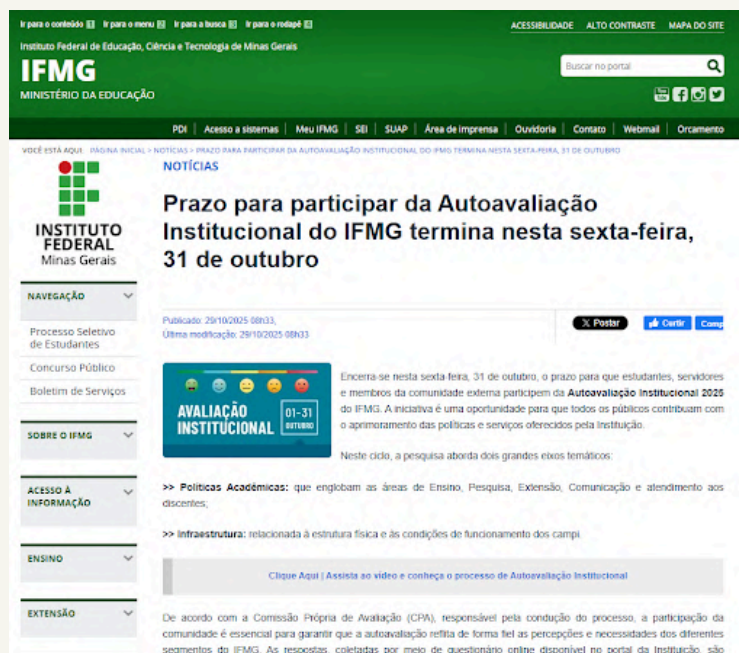 Ir para o conteúdo 1 Ir para o menu 2 Ir para a busca 3 Ir para o rodapé 4
ACESSIBILIDADE ALTO CONTRASTE MAPA DO SITE
Instituto Federal de Educação, Ciência e Tecnologia de Minas Gerais
IFMG
MINISTÉRIO DA EDUCAÇÃO
Buscar no portal
PDI Acesso a sistemas Meu IFMG SEI SUAP Área de imprensa Ouvidoria Contato Webmail Orcamento
VOCÊ ESTÁ AQUI: PÁGINA INICIAL > NOTÍCIAS > PRAZO PARA PARTICIPAR DA AUTOAVALIAÇÃO INSTITUCIONAL DO IFMG TERMINA NESTA SEXTA-FEIRA, 31 DE OUTUBRO
INSTITUTO
FEDERAL
Minas Gerais
NAVEGAÇÃO
Processo Seletivo
de Estudantes
Concurso Público
Boletim de Serviços
SOBRE O IFMG
ACESSO À
INFORMAÇÃO
ENSINO
EXTENSÃO
NOTÍCIAS
Prazo para participar da Autoavaliação
Institucional do IFMG termina nesta sexta-feira,
31 de outubro
Publicado: 29/10/2025 08h33,
Última modificação: 29/10/2025 08h33
X Postar
Curtir
Comp
AVALIAÇÃO
INSTITUCIONAL
01-31
OUTUBRO
Encerra-se nesta sexta-feira, 31 de outubro, o prazo para que estudantes, servidores
e membros da comunidade externa participem da Autoavaliação Institucional 2025
do IFMG. A iniciativa é uma oportunidade para que todos os públicos contribuam com
o aprimoramento das políticas e serviços oferecidos pela Instituição.
Neste ciclo, a pesquisa aborda dois grandes eixos temáticos:
>> Políticas Acadêmicas: que englobam as áreas de Ensino, Pesquisa, Extensão, Comunicação e atendimento aos
discentes;
>> Infraestrutura: relacionada à estrutura física e às condições de funcionamento dos campi.
Clique Aqui | Assista ao vídeo e conheça o processo de Autoavaliação Institucional
De acordo com a Comissão Própria de Avaliação (CPA), responsável pela condução do processo, a participação da
comunidade é essencial para garantir que a autoavaliação reflita de forma fiel as percepções e necessidades dos diferentes
segmentos do IFMG. As respostas, coletadas por meio de questionário online disponível no portal da Instituição, são